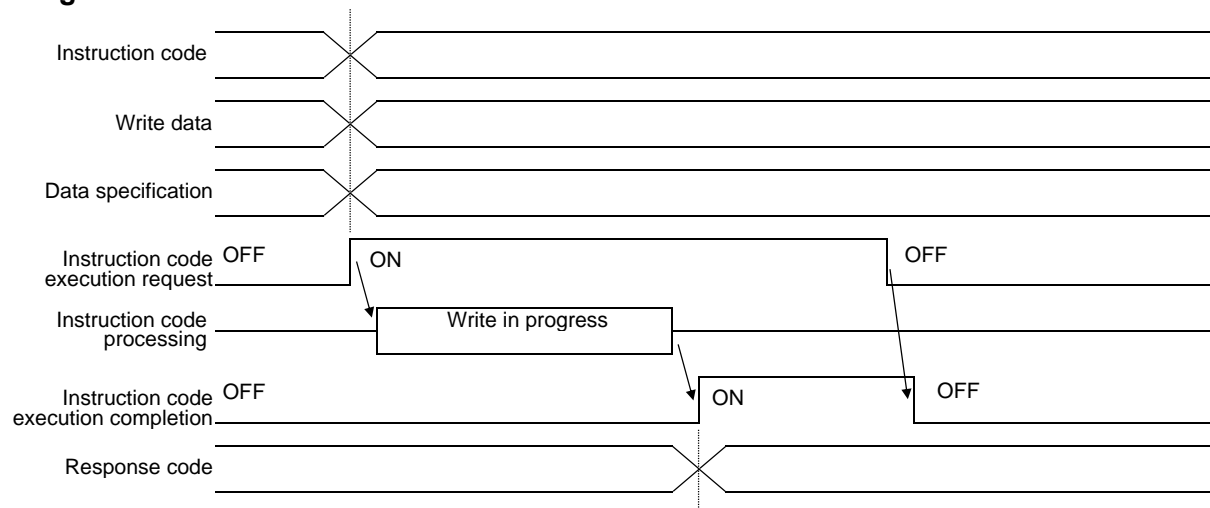 Instruction code
Write data
Data specification
Instruction code
execution request
OFF
ON
OFF
Instruction code
processing
Write in progress
Instruction code
execution completion
OFF
ON
OFF
Response code